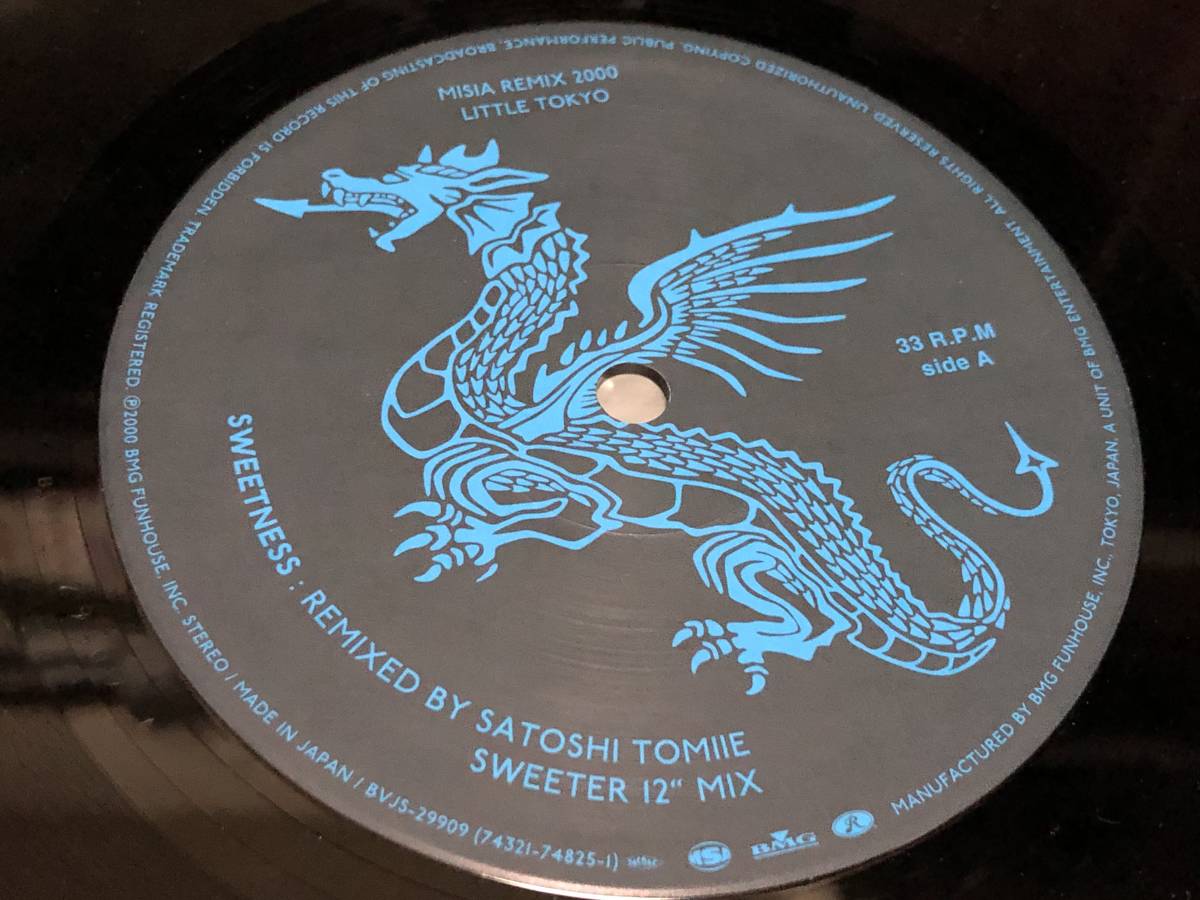 MISIA REMIX 2000
LITTLE TOKYO
33 R.P.M
side A
SWEETNESS : REMIXED BY SATOSHI TOMIIE
SWEETER 12“ MIX
MANUFACTURED BY BMG FUNHOUSE, INC., TOKYO, JAPAN. A UNIT OF BMG ENTERTAINMENT. ALL RIGHTS RESERVED. UNAUTHORIZED COPYING, PUBLIC PERFORMANCE, BROADCASTING OF THIS RECORD IS FORBIDDEN. TRADEMARK REGISTERED. ℗2000 BMG FUNHOUSE, INC. STEREO / MADE IN JAPAN / BVJS-29909 (74321-74825-1)
BMG
R